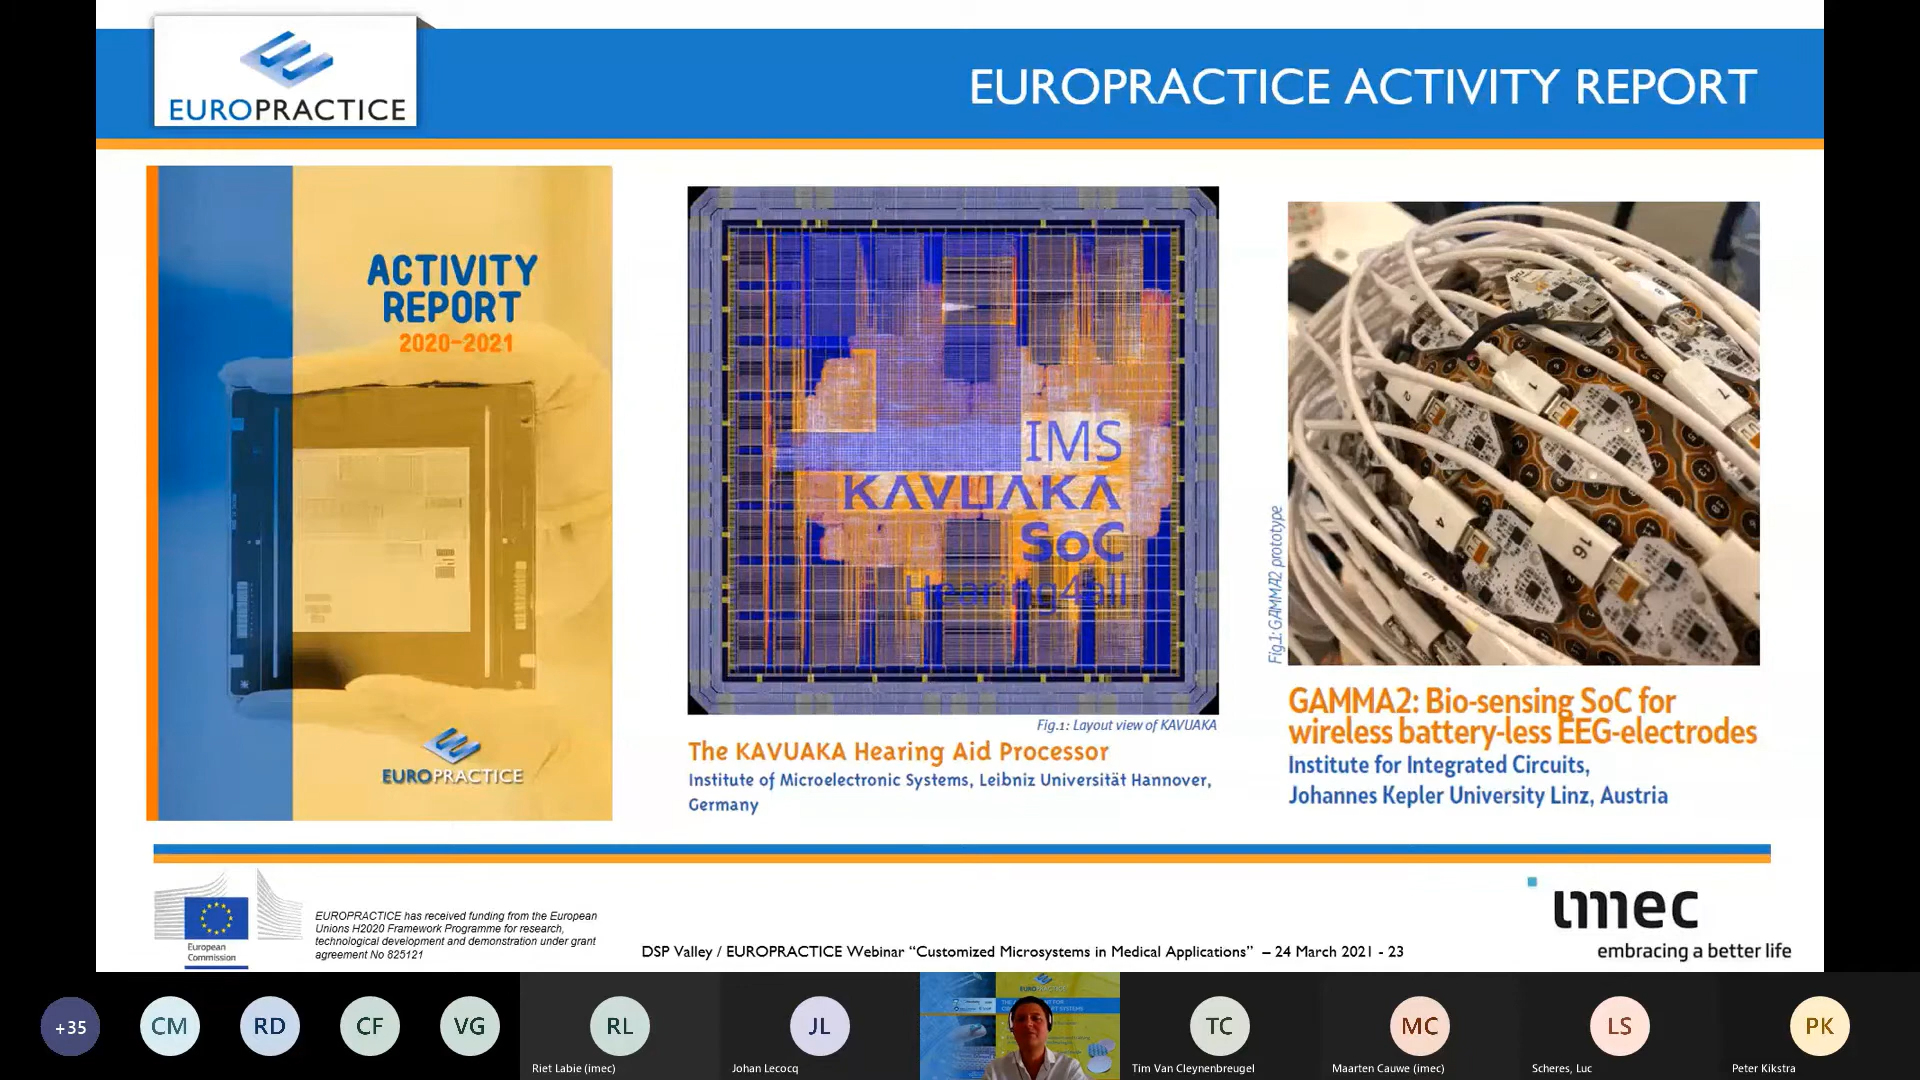 EUROPRACTICE
EUROPRACTICE ACTIVITY REPORT
ACTIVITY
REPORT
2020-2021
EUROPRACTICE
IMS
KAVUAKA
SoC
Hearing4all
Fig.1: Layout view of KAVUAKA
The KAVUAKA Hearing Aid Processor
Institute of Microelectronic Systems, Leibniz Universität Hannover,
Germany
Fig.1: GAMMA2 prototype
1
7
2
4
16
GAMMA2: Bio-sensing SoC for
wireless battery-less EEG-electrodes
Institute for Integrated Circuits,
Johannes Kepler University Linz, Austria
European
Commission
EUROPRACTICE has received funding from the European
Unions H2020 Framework Programme for research,
technological development and demonstration under grant
agreement No 825121
DSP Valley / EUROPRACTICE Webinar “Customized Microsystems in Medical Applications” – 24 March 2021 - 23
imec
embracing a better life
+35
CM
RD
CF
VG
RL
Riet Labie (imec)
JL
Johan Lecocq
EUROPRACTICE
TC
Tim Van Cleynenbreugel
MC
Maarten Cauwe (imec)
LS
Scheres, Luc
PK
Peter Kikstra